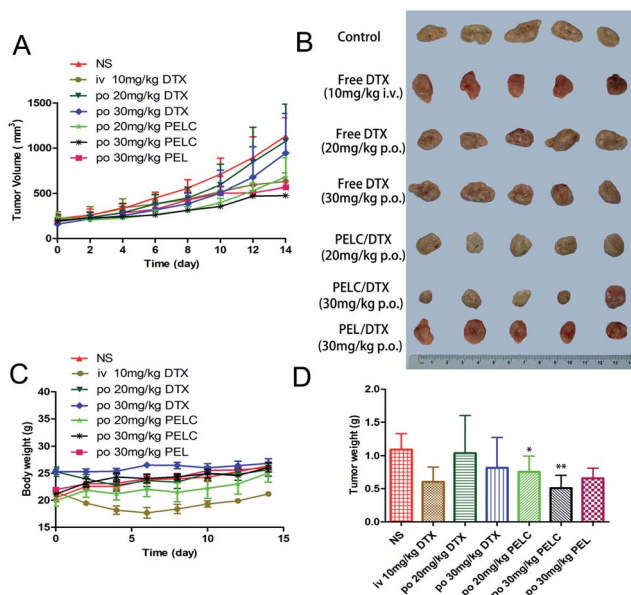 A
NS
iv 10mg/kg DTX
po 20mg/kg DTX
po 30mg/kg DTX
po 20mg/kg PELC
po 30mg/kg PELC
po 30mg/kg PEL
Tumor Volume (mm³)
1500
1000
500
0
0 2 4 6 8 10 12 14
Time (day)
B
Control
Free DTX
(10mg/kg i.v.)
Free DTX
(20mg/kg p.o.)
Free DTX
(30mg/kg p.o.)
PELC/DTX
(20mg/kg p.o.)
PELC/DTX
(30mg/kg p.o.)
PEL/DTX
(30mg/kg p.o.)
C
NS
iv 10mg/kg DTX
po 20mg/kg DTX
po 30mg/kg DTX
po 20mg/kg PELC
po 30mg/kg PELC
po 30mg/kg PEL
Body weight (g)
40
35
30
25
20
15
0 5 10 15
Time (day)
D
Tumor weight (g)
2.0
1.5
1.0
0.5
0.0
*
**
NS
iv 10mg/kg DTX
po 20mg/kg DTX
po 30mg/kg DTX
po 20mg/kg PELC
po 30mg/kg PELC
po 30mg/kg PEL